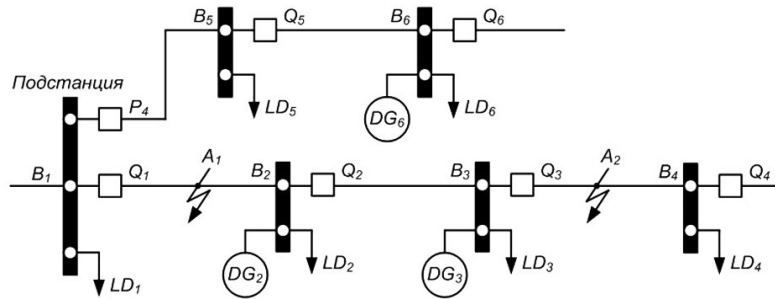 B5 Q5 B6 Q6
Подстанция
P4
LD5
DG6
LD6
B1 Q1 A1 B2 Q2 B3 Q3 A2 B4 Q4
LD1
DG2
LD2
DG3
LD3
LD4